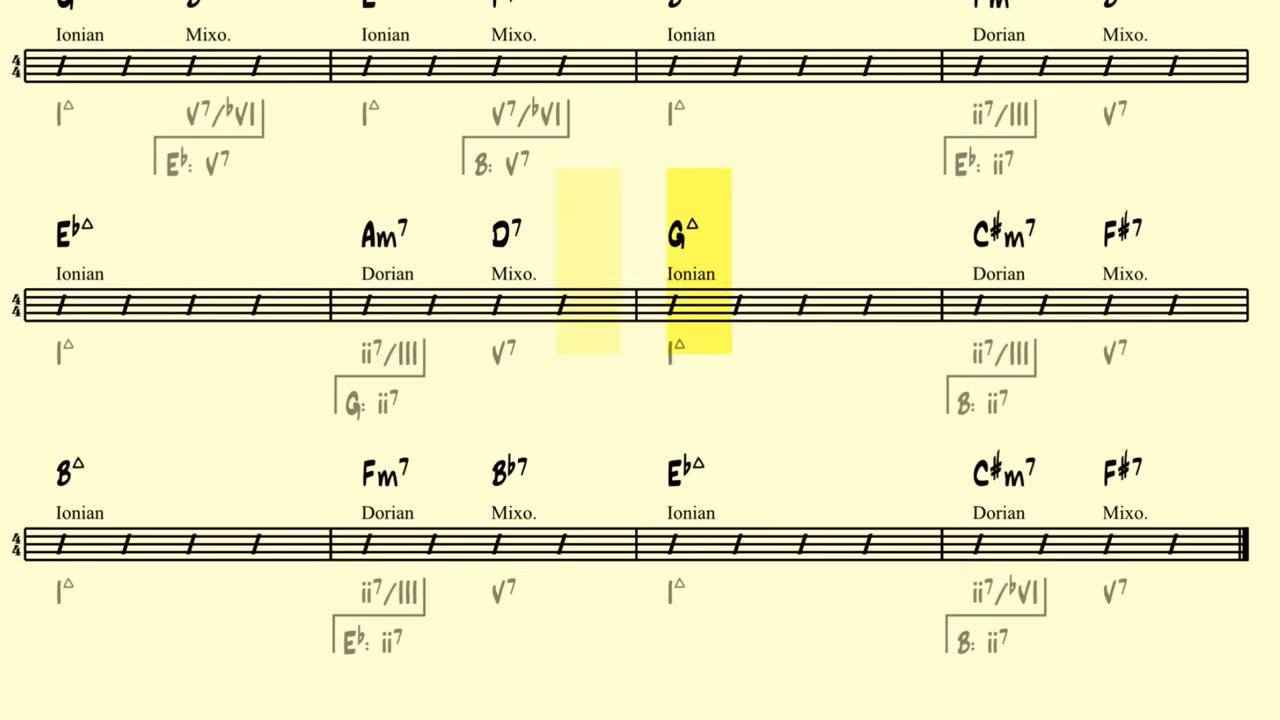 Ionian Mixo. Ionian Mixo. Ionian Dorian Mixo.
4/4
I△ V7/♭VI I△ V7/♭VI I△ ii7/III V7
E♭: V7 B: V7 E♭: ii7
E♭△ Am7 D7 G△ C#m7 F#7
Ionian Dorian Mixo. Ionian Dorian Mixo.
4/4
I△ ii7/III V7 I△ ii7/III V7
G: ii7 B: ii7
B△ Fm7 B♭7 E♭△ C#m7 F#7
Ionian Dorian Mixo. Ionian Dorian Mixo.
4/4
I△ ii7/III V7 I△ ii7/♭VI V7
E♭: ii7 B: ii7